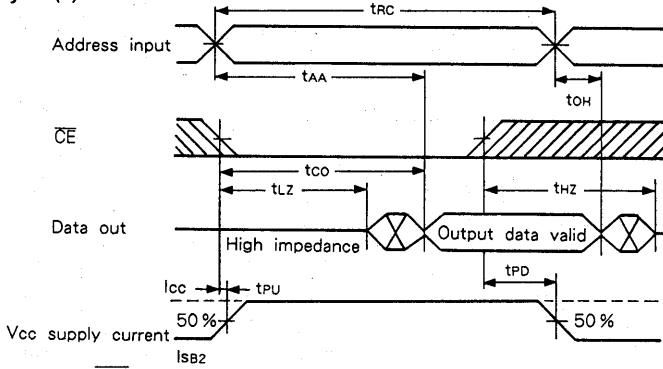 tRC
Address input
tAA
tOH
CE
tCO
tLZ
tHZ
Data out
High impedance
Output data valid
ICC
tPU
tPD
50%
50%
Vcc supply current
ISB2